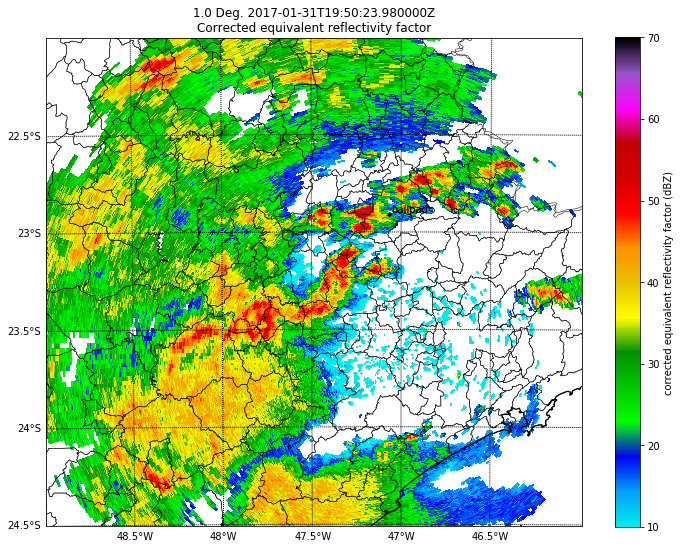 1.0 Deg. 2017-01-31T19:50:23.980000Z
Corrected equivalent reflectivity factor
22.5°S
23°S
23.5°S
24°S
24.5°S
48.5°W
48°W
47.5°W
47°W
46.5°W
70
60
50
40
30
20
10
corrected equivalent reflectivity factor (dBZ)